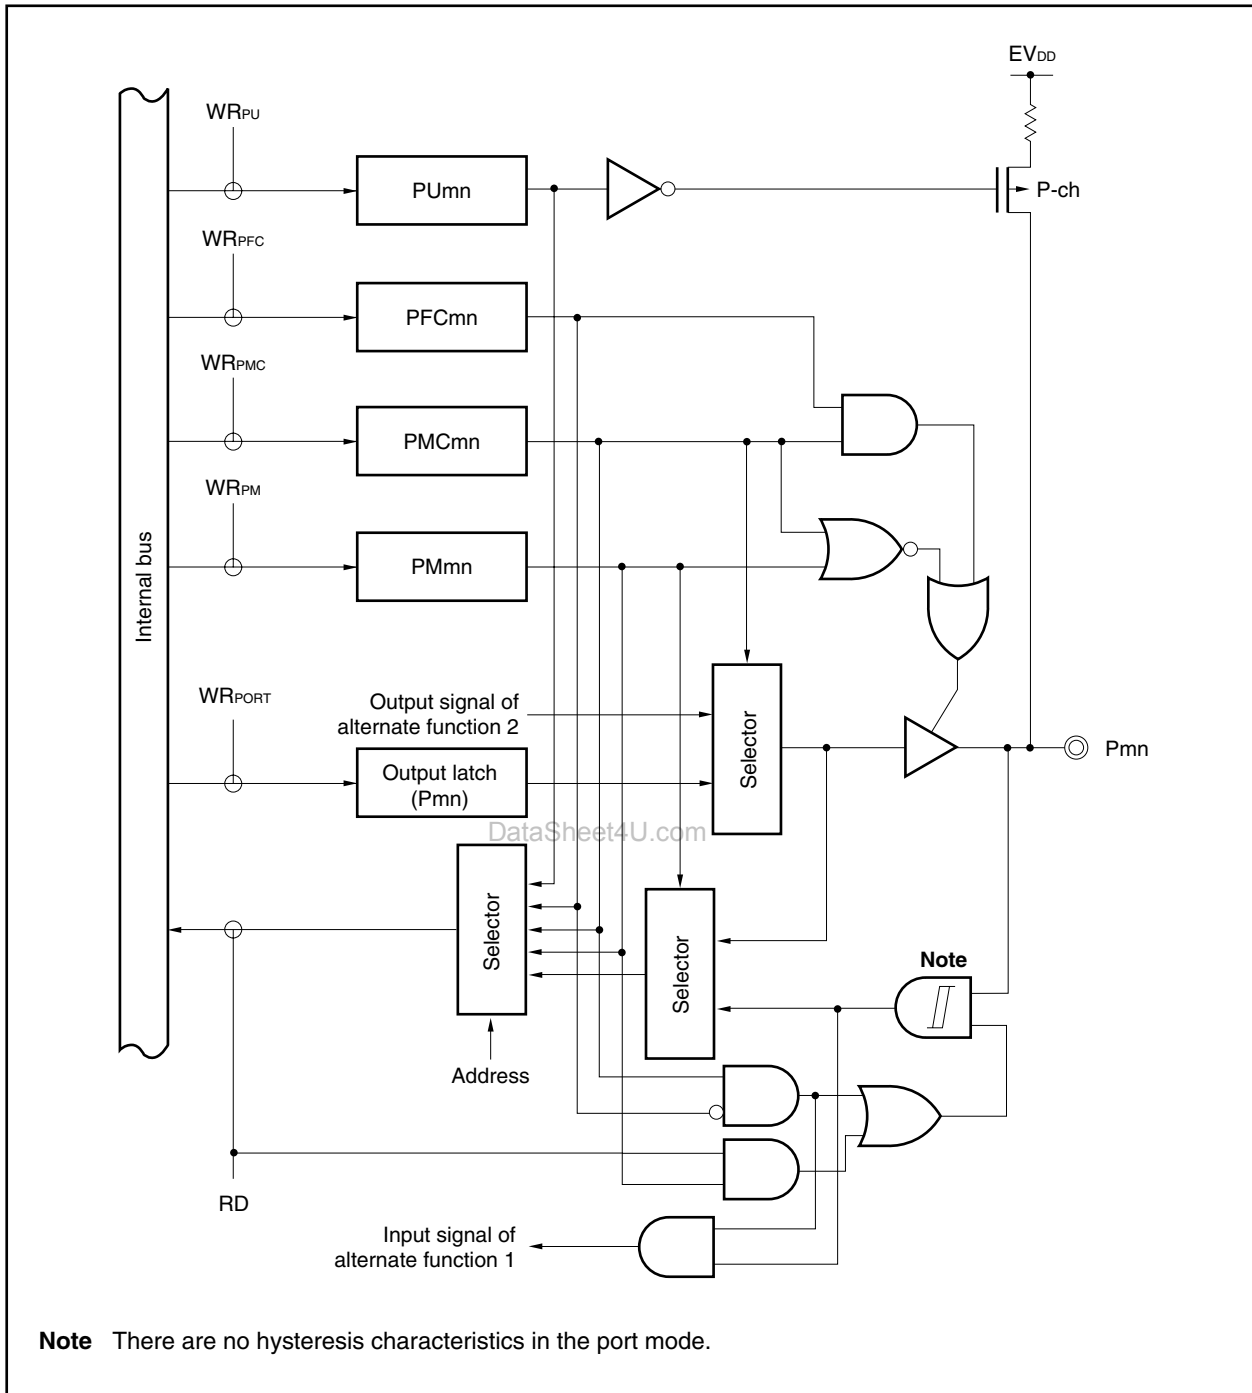 EVDD
WRPU
PUmn
P-ch
WRPFC
PFCmn
WRPMC
PMCmn
WRPM
PMmn
Internal bus
WRPORT
Output signal of
alternate function 2
Selector
Pmn
Output latch
(Pmn)
DataSheet4U.com
Selector
Selector
Note
Address
RD
Input signal of
alternate function 1
Note There are no hysteresis characteristics in the port mode.